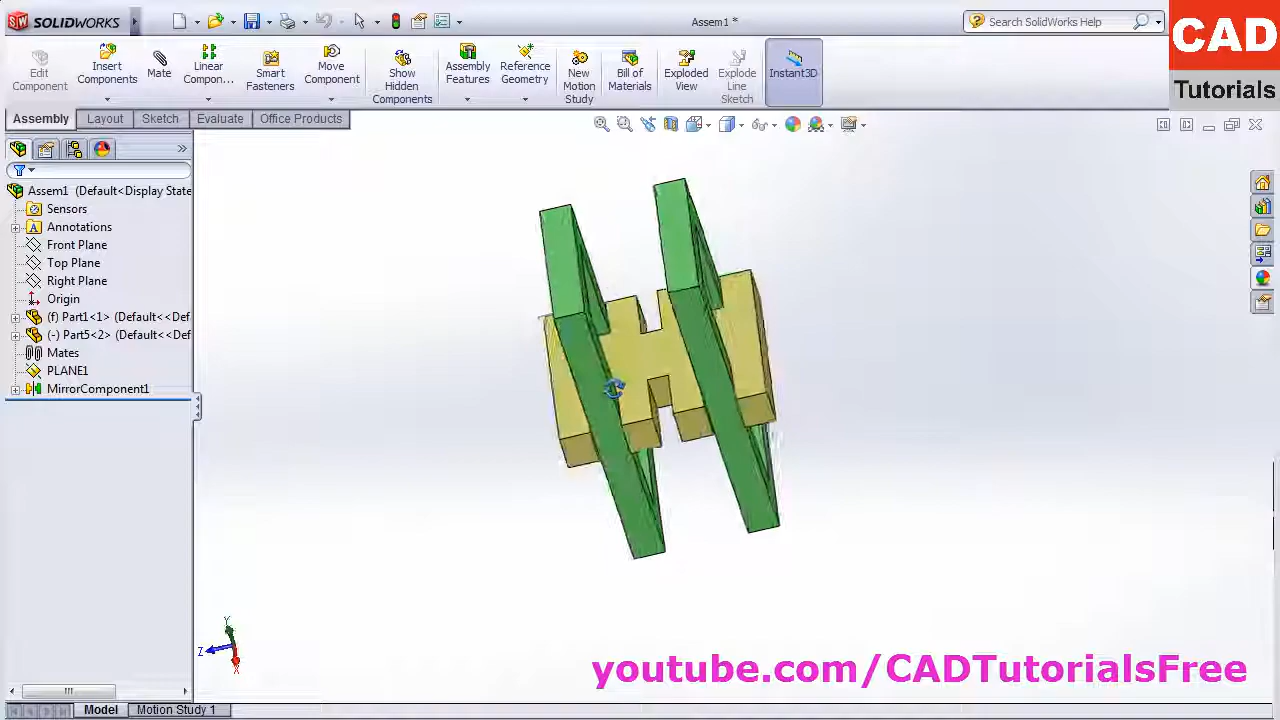 SOLIDWORKS
Assem1 *
Search SolidWorks Help
CAD
Tutorials
Edit Component
Insert Components
Mate
Linear Compon...
Smart Fasteners
Move Component
Show Hidden Components
Assembly Features
Reference Geometry
New Motion Study
Bill of Materials
Exploded View
Explode Line Sketch
Instant3D
Assembly
Layout
Sketch
Evaluate
Office Products
Assem1 (Default<Display State
Sensors
Annotations
Front Plane
Top Plane
Right Plane
Origin
(f) Part1<1> (Default<<Def
(-) Part5<2> (Default<<Def
Mates
PLANE1
MirrorComponent1
Y
Z
X
youtube.com/CADTutorialsFree
Model
Motion Study 1